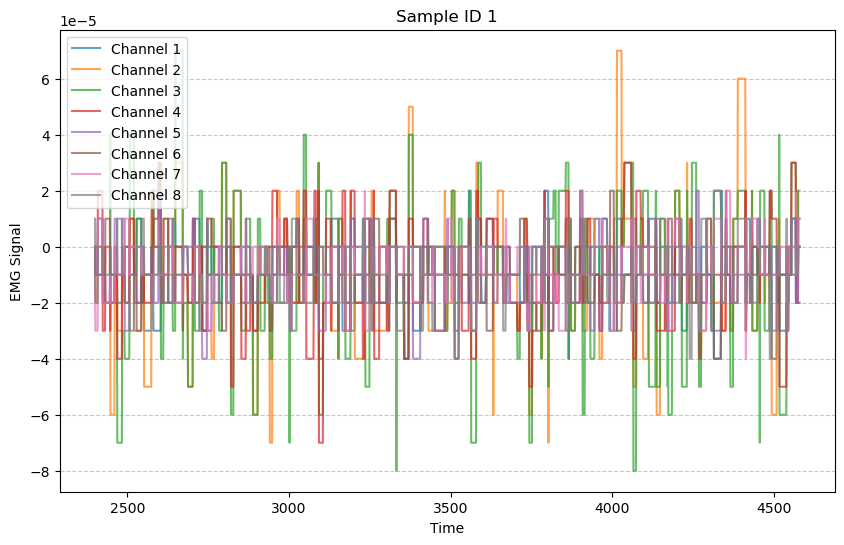 Sample ID 1
1e−5
Channel 1
Channel 2
Channel 3
Channel 4
Channel 5
Channel 6
Channel 7
Channel 8
6
4
2
0
−2
−4
−6
−8
EMG Signal
2500 3000 3500 4000 4500
Time